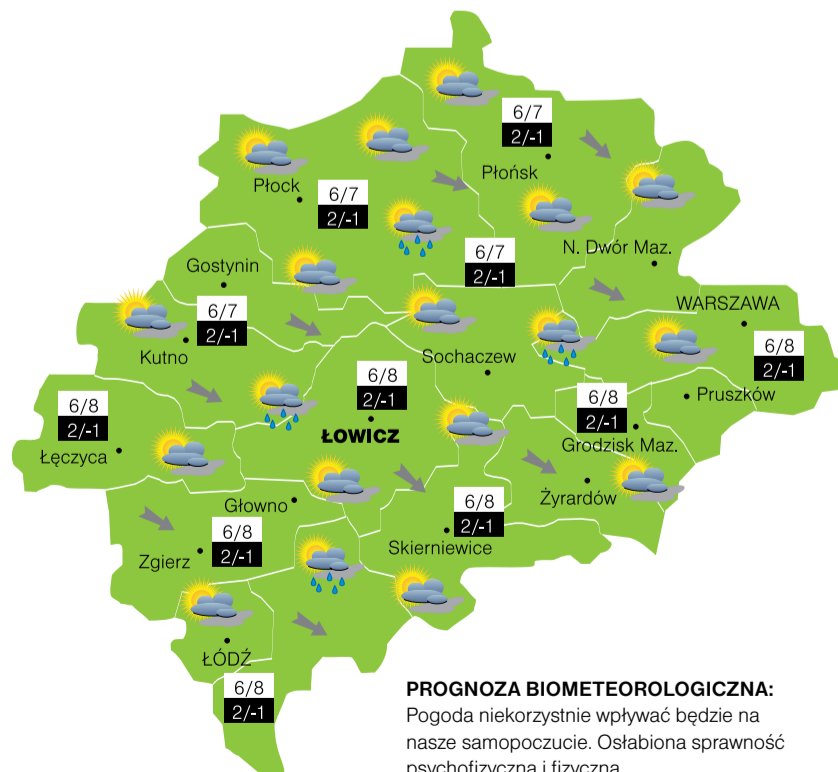 6/7
2/-1
Płońsk
Płock
6/7
2/-1
N. Dwór Maz.
6/7
2/-1
Gostynin
WARSZAWA
6/7
2/-1
Kutno
Sochaczew
6/8
2/-1
6/8
2/-1
Pruszków
6/8
2/-1
ŁOWICZ
6/8
2/-1
Grodzisk Maz.
Łęczyca
Żyrardów
Głowno
6/8
2/-1
Skierniewice
6/8
2/-1
Zgierz
ŁÓDŹ
6/8
2/-1
PROGNOZA BIOMETEOROLOGICZNA:
Pogoda niekorzystnie wpływać będzie na
nasze samopoczucie. Osłabiona sprawność
psychofizyczna i fizyczna.